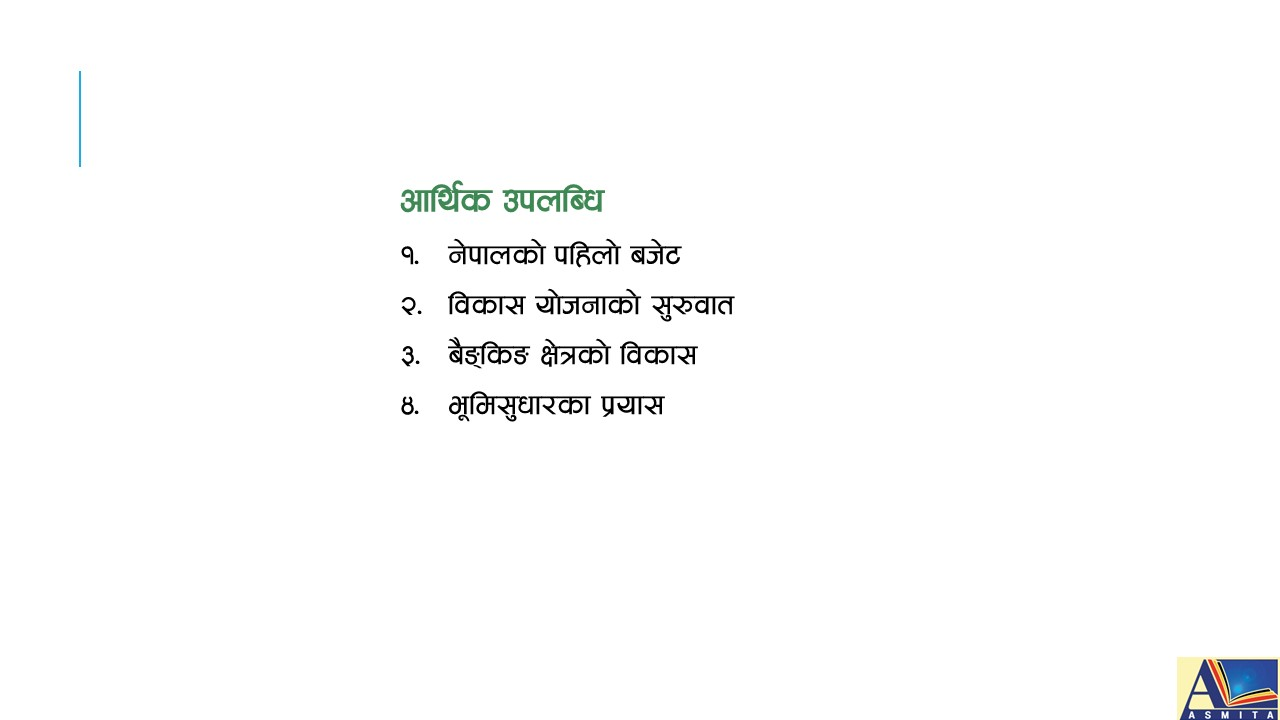 आर्थिक उपलब्धि
१. नेपालको पहिलो बजेट
२. विकास योजनाको सुरुवात
३. बैङ्किङ क्षेत्रको विकास
४. भूमिसुधारका प्रयास
ASMITA